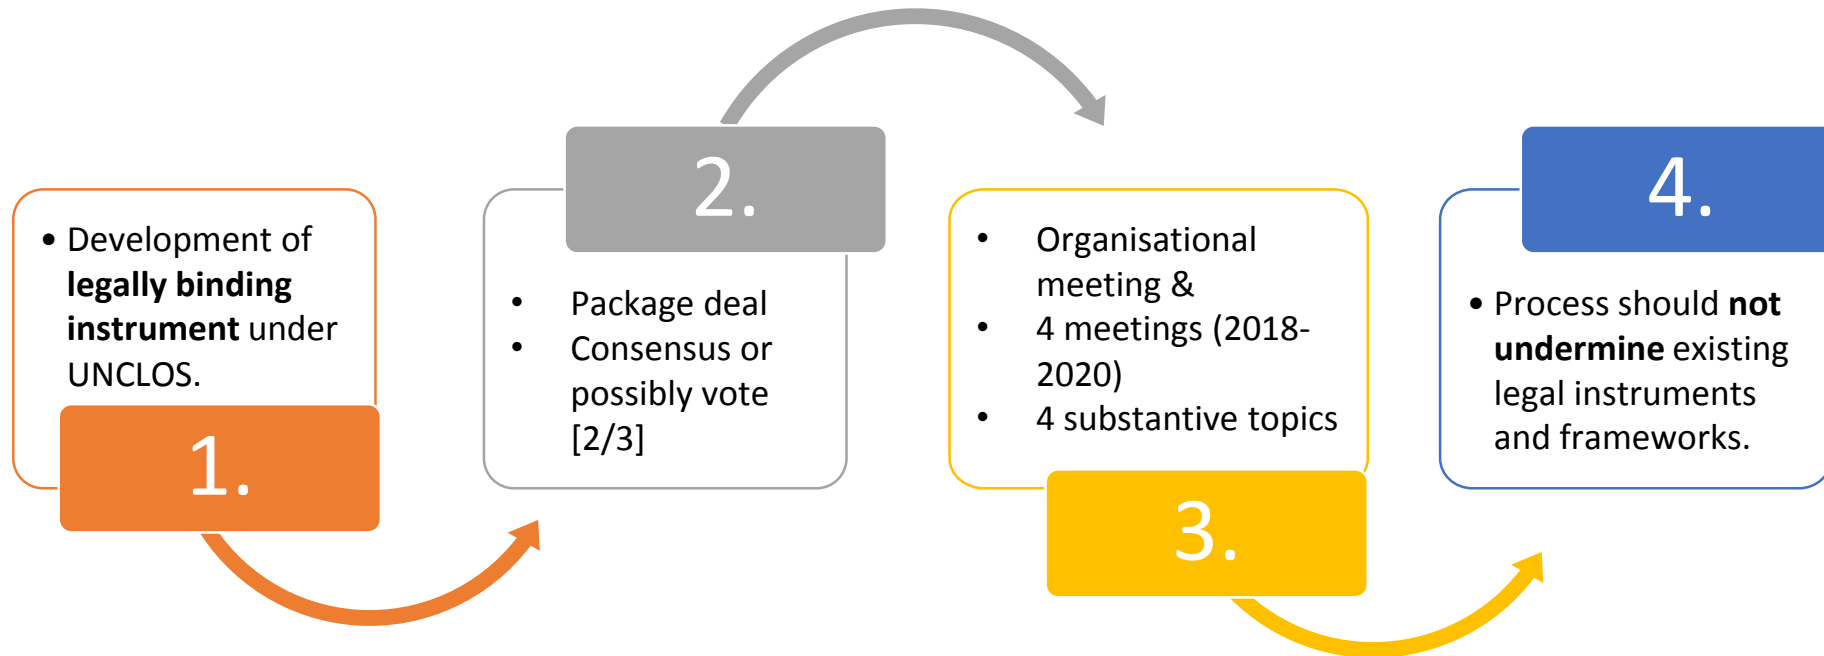 • Development of
legally binding
instrument under
UNCLOS.
1.
2.
• Package deal
• Consensus or
possibly vote
[2/3]
• Organisational
meeting &
• 4 meetings (2018-
2020)
• 4 substantive topics
3.
4.
• Process should not
undermine existing
legal instruments
and frameworks.